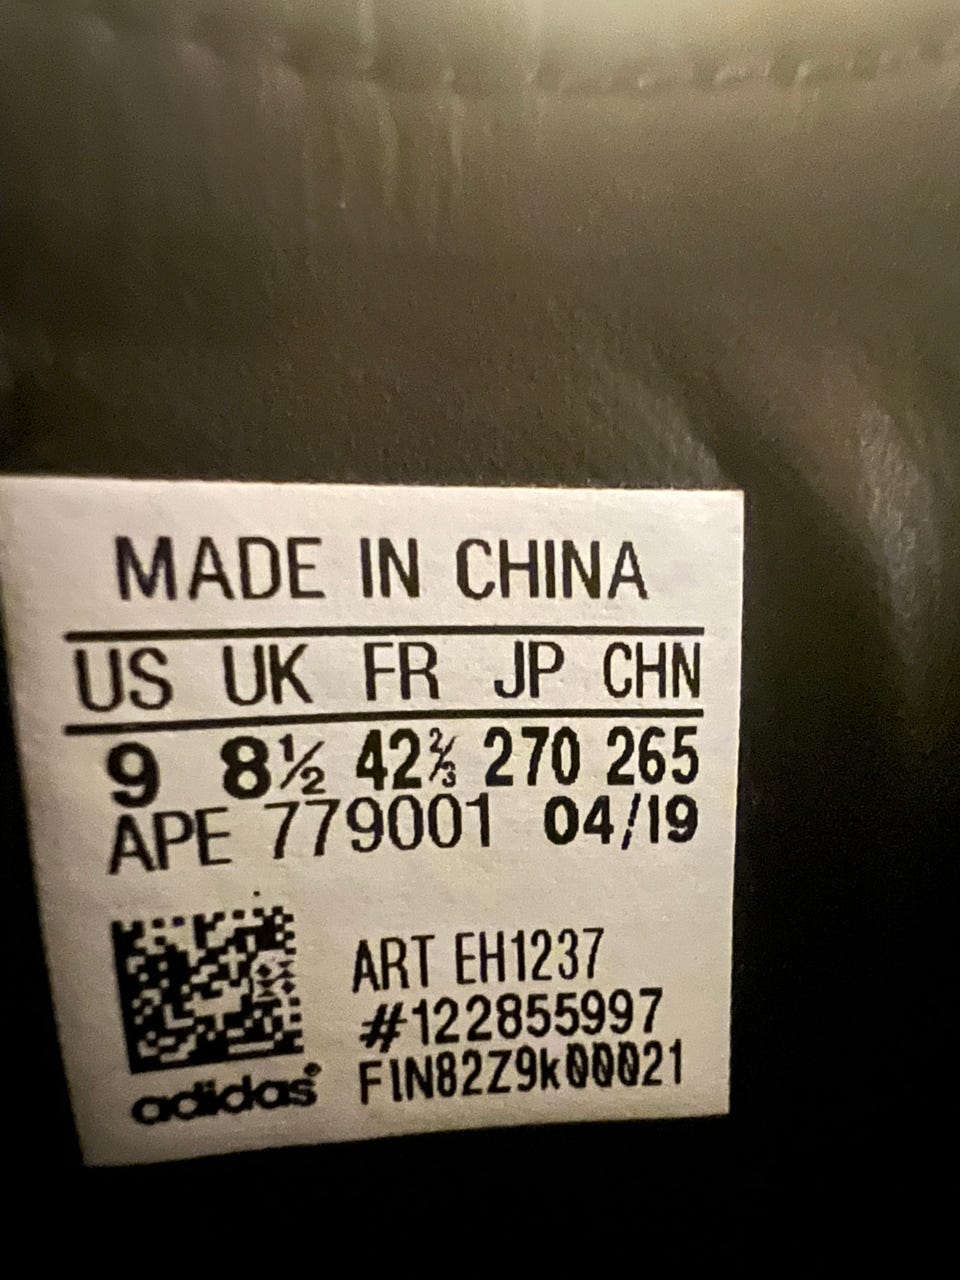 MADE IN CHINA
US UK FR JP CHN
9 8½ 42⅔ 270 265
APE 779001 04/19
ART EH1237
#122855997
FIN82Z9k00021
adidas®